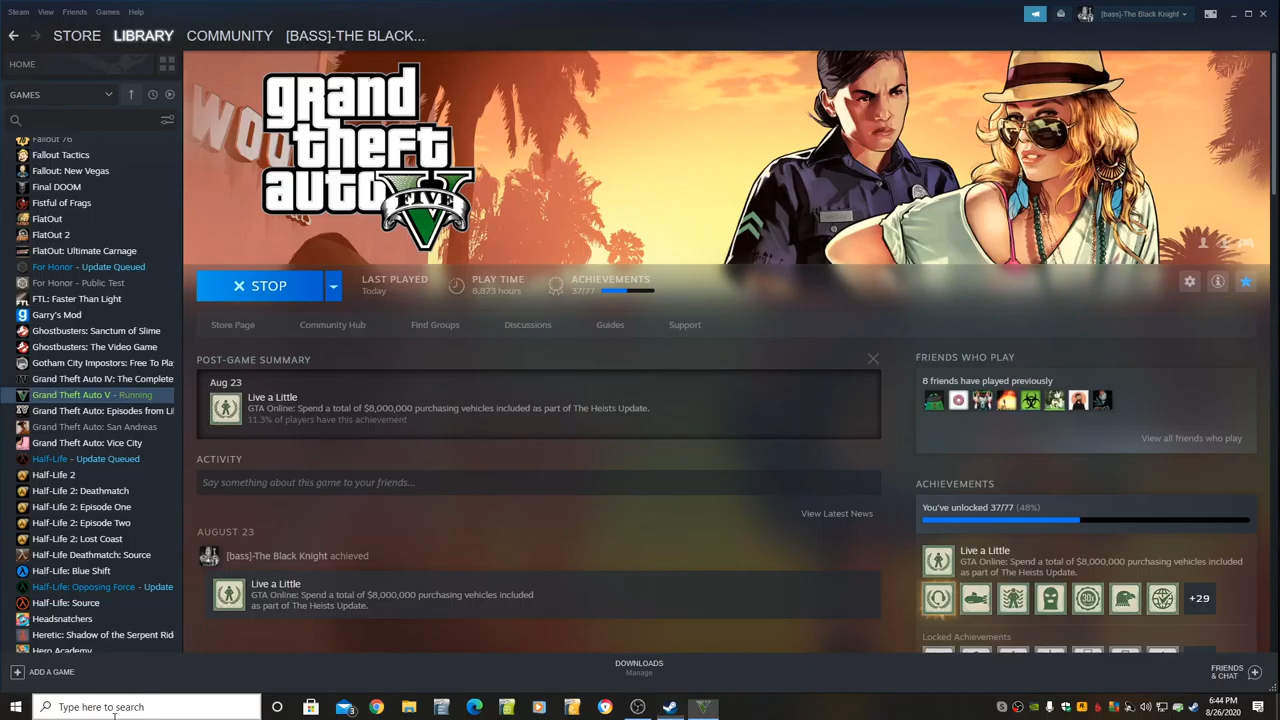 Steam View Friends Games Help
[bass]-The Black Knight
STORE LIBRARY COMMUNITY [BASS]-THE BLACK...
HOME
GAMES
Fallout 76
Fallout Tactics
Fallout: New Vegas
Final DOOM
Fistful of Frags
FlatOut
FlatOut 2
FlatOut: Ultimate Carnage
For Honor - Update Queued
For Honor - Public Test
FTL: Faster Than Light
Garry's Mod
Ghostbusters: Sanctum of Slime
Ghostbusters: The Video Game
Gotham City Impostors: Free To Pla
Grand Theft Auto IV: The Complete
Grand Theft Auto V - Running
Grand Theft Auto: Episodes from Li
Grand Theft Auto: San Andreas
Grand Theft Auto: Vice City
Half-Life - Update Queued
Half-Life 2
Half-Life 2: Deathmatch
Half-Life 2: Episode One
Half-Life 2: Episode Two
Half-Life 2: Lost Coast
Half-Life Deathmatch: Source
Half-Life: Blue Shift
Half-Life: Opposing Force - Update
Half-Life: Source
Headsnatchers
Heretic: Shadow of the Serpent Rid
Hero Academy
grand
theft
auto
V
FIVE
STOP
LAST PLAYED
Today
PLAY TIME
8,873 hours
ACHIEVEMENTS
37/77
Store Page Community Hub Find Groups Discussions Guides Support
POST-GAME SUMMARY
Aug 23
Live a Little
GTA Online: Spend a total of $8,000,000 purchasing vehicles included as part of The Heists Update.
11.3% of players have this achievement
ACTIVITY
Say something about this game to your friends...
View Latest News
AUGUST 23
[bass]-The Black Knight achieved
Live a Little
GTA Online: Spend a total of $8,000,000 purchasing vehicles included
as part of The Heists Update.
FRIENDS WHO PLAY
8 friends have played previously
View all friends who play
ACHIEVEMENTS
You've unlocked 37/77 (48%)
Live a Little
GTA Online: Spend a total of $8,000,000 purchasing vehicles included
as part of The Heists Update.
+29
Locked Achievements
ADD A GAME
DOWNLOADS
Manage
FRIENDS
& CHAT
Type here to search
6:44 PM
8/26/2020